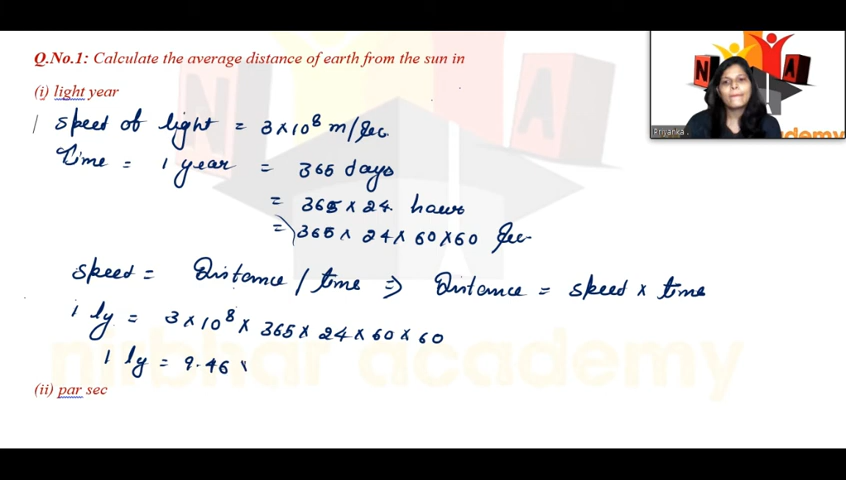 Q.No.1: Calculate the average distance of earth from the sun in
(i) light year
speed of light = 3×10⁸ m/sec
Time = 1 year = 365 days
= 365 × 24 hours
= 365 × 24 × 60 × 60 sec
speed = Distance / time ⇒ Distance = speed × time
1 ly = 3 × 10⁸ × 365 × 24 × 60 × 60
1 ly = 9.46
(ii) par sec
N A
Priyanka
nirbhar academy